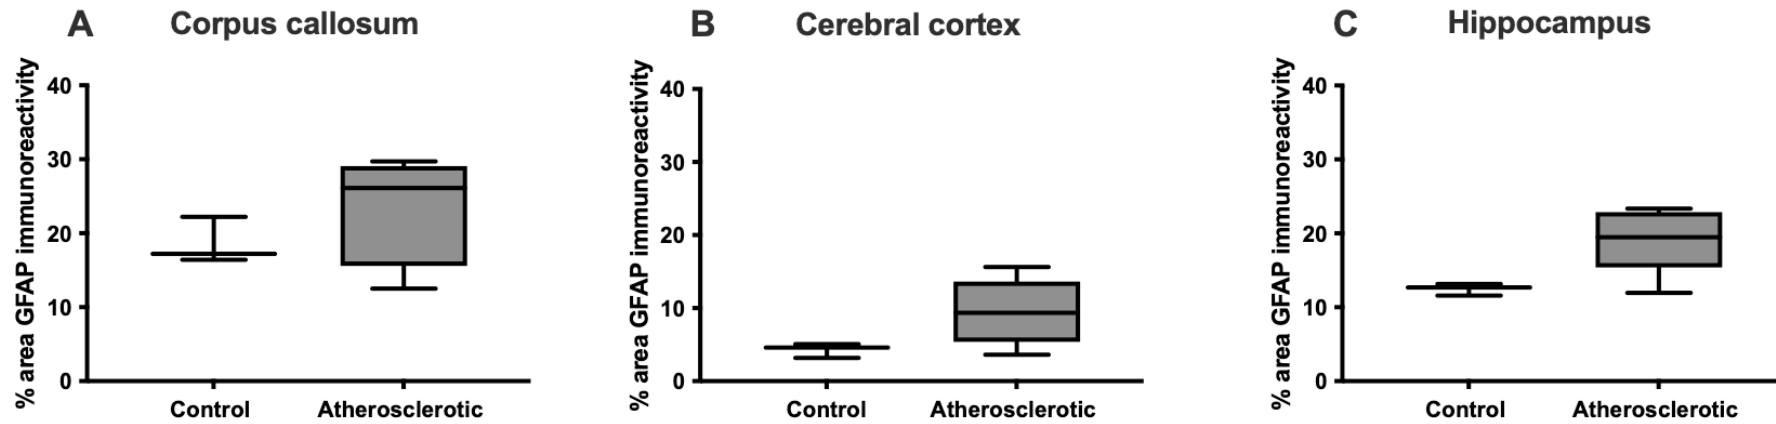 A Corpus callosum
% area GFAP immunoreactivity
40
30
20
10
0
Control Atherosclerotic
B Cerebral cortex
% area GFAP immunoreactivity
40
30
20
10
0
Control Atherosclerotic
C Hippocampus
% area GFAP immunoreactivity
40
30
20
10
0
Control Atherosclerotic